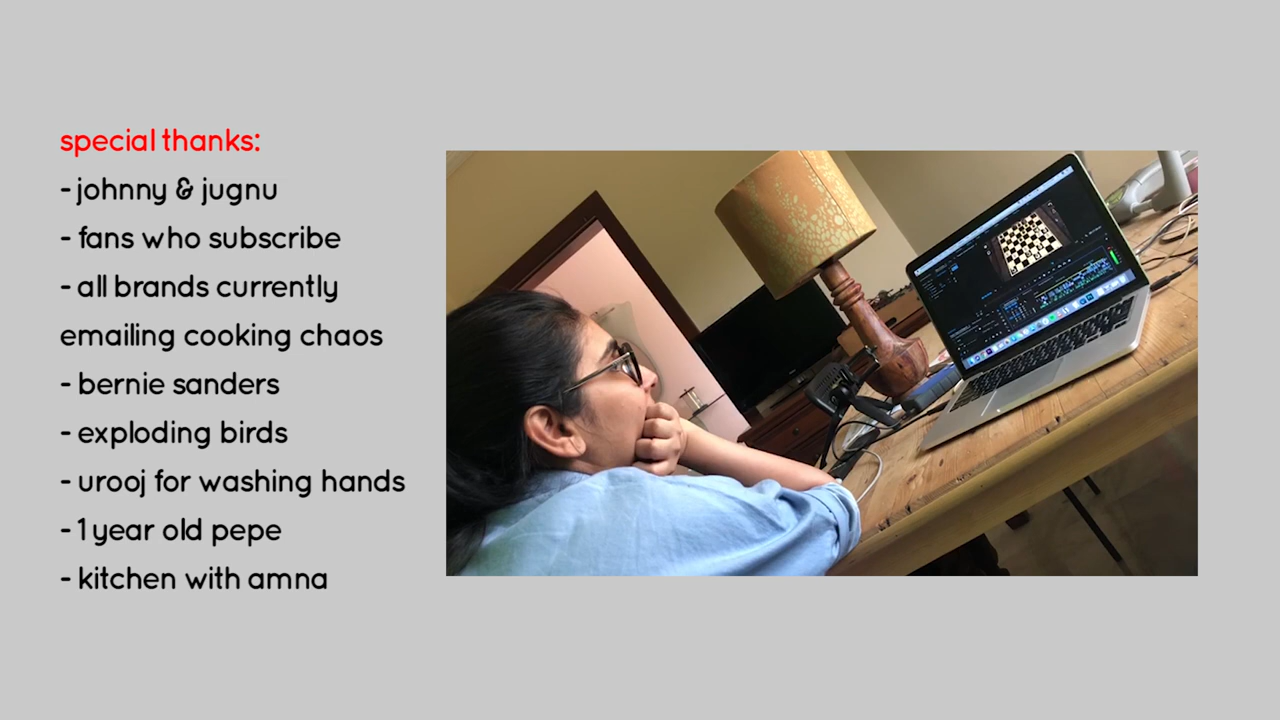 special thanks:
- johnny & jugnu
- fans who subscribe
- all brands currently
emailing cooking chaos
- bernie sanders
- exploding birds
- urooj for washing hands
- 1 year old pepe
- kitchen with amna